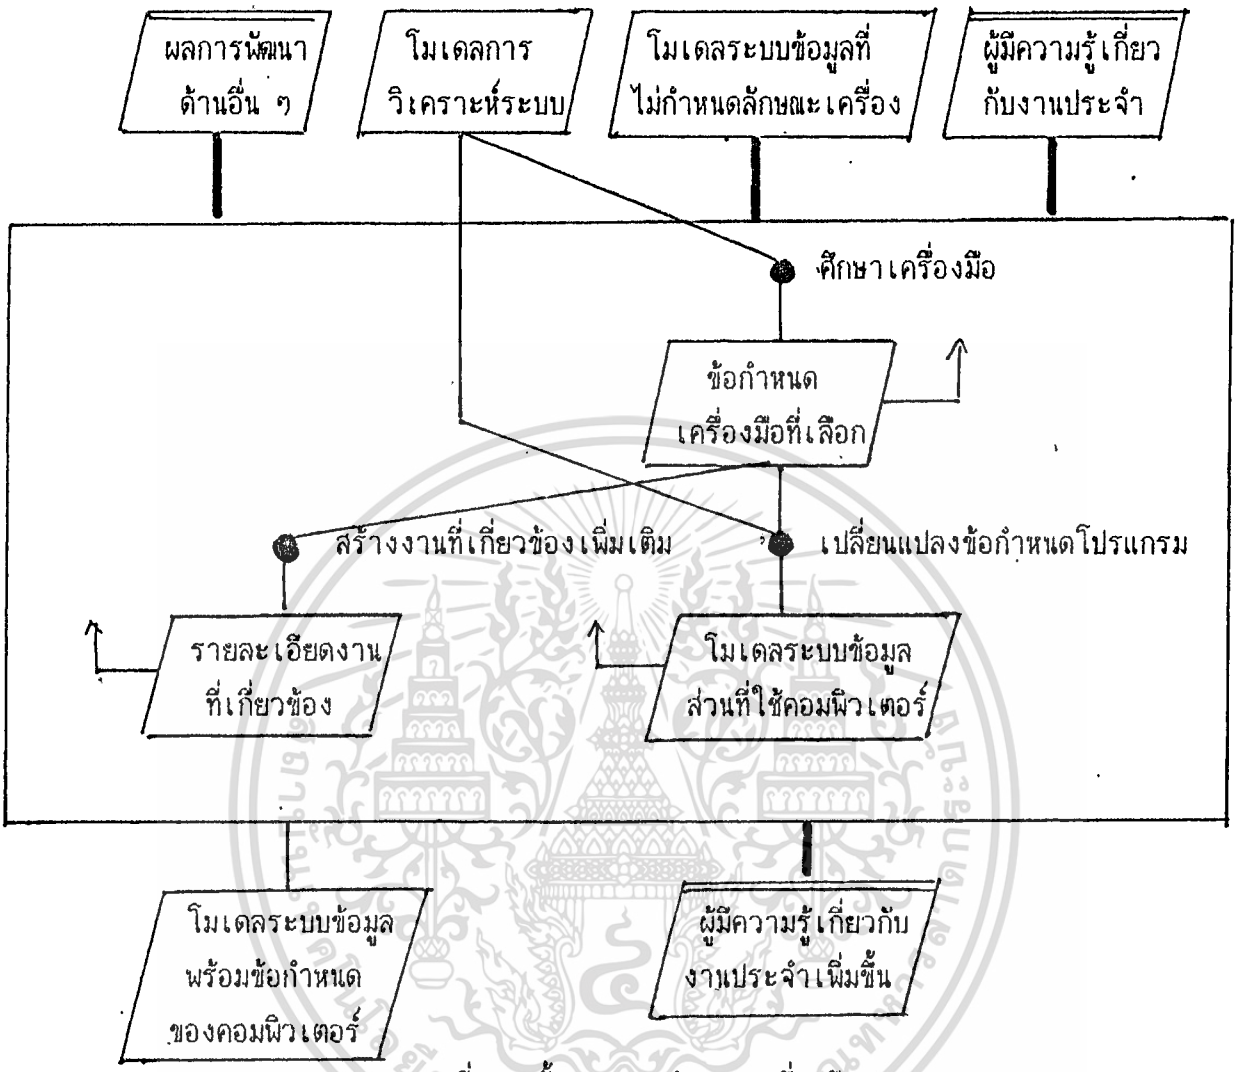 ผลการพัฒนา
ด้านอื่น ๆ
โมเดลการ
วิเคราะห์ระบบ
โมเดลระบบข้อมูลที่
ไม่กำหนดลักษณะเครื่อง
ผู้มีความรู้เกี่ยว
กับงานประจำ
ศึกษาเครื่องมือ
ข้อกำหนด
เครื่องมือที่เลือก
สร้างงานที่เกี่ยวข้องเพิ่มเติม
เปลี่ยนแปลงข้อกำหนดโปรแกรม
รายละเอียดงาน
ที่เกี่ยวข้อง
โมเดลระบบข้อมูล
ส่วนที่ใช้คอมพิวเตอร์
โมเดลระบบข้อมูล
พร้อมข้อกำหนด
ของคอมพิวเตอร์
ผู้มีความรู้เกี่ยวกับ
งานประจำเพิ่มขึ้น